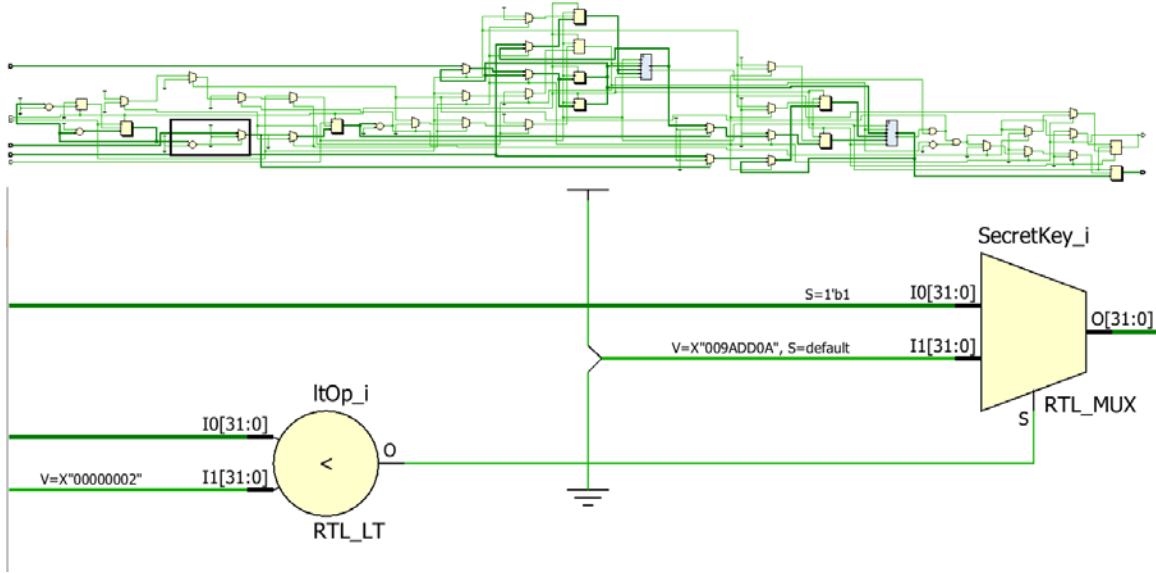 SecretKey_i
S=1'b1
I0[31:0]
O[31:0]
V=X"009ADD0A", S=default
I1[31:0]
ltOp_i
RTL_MUX
I0[31:0]
S
O
<
V=X"00000002"
I1[31:0]
RTL_LT